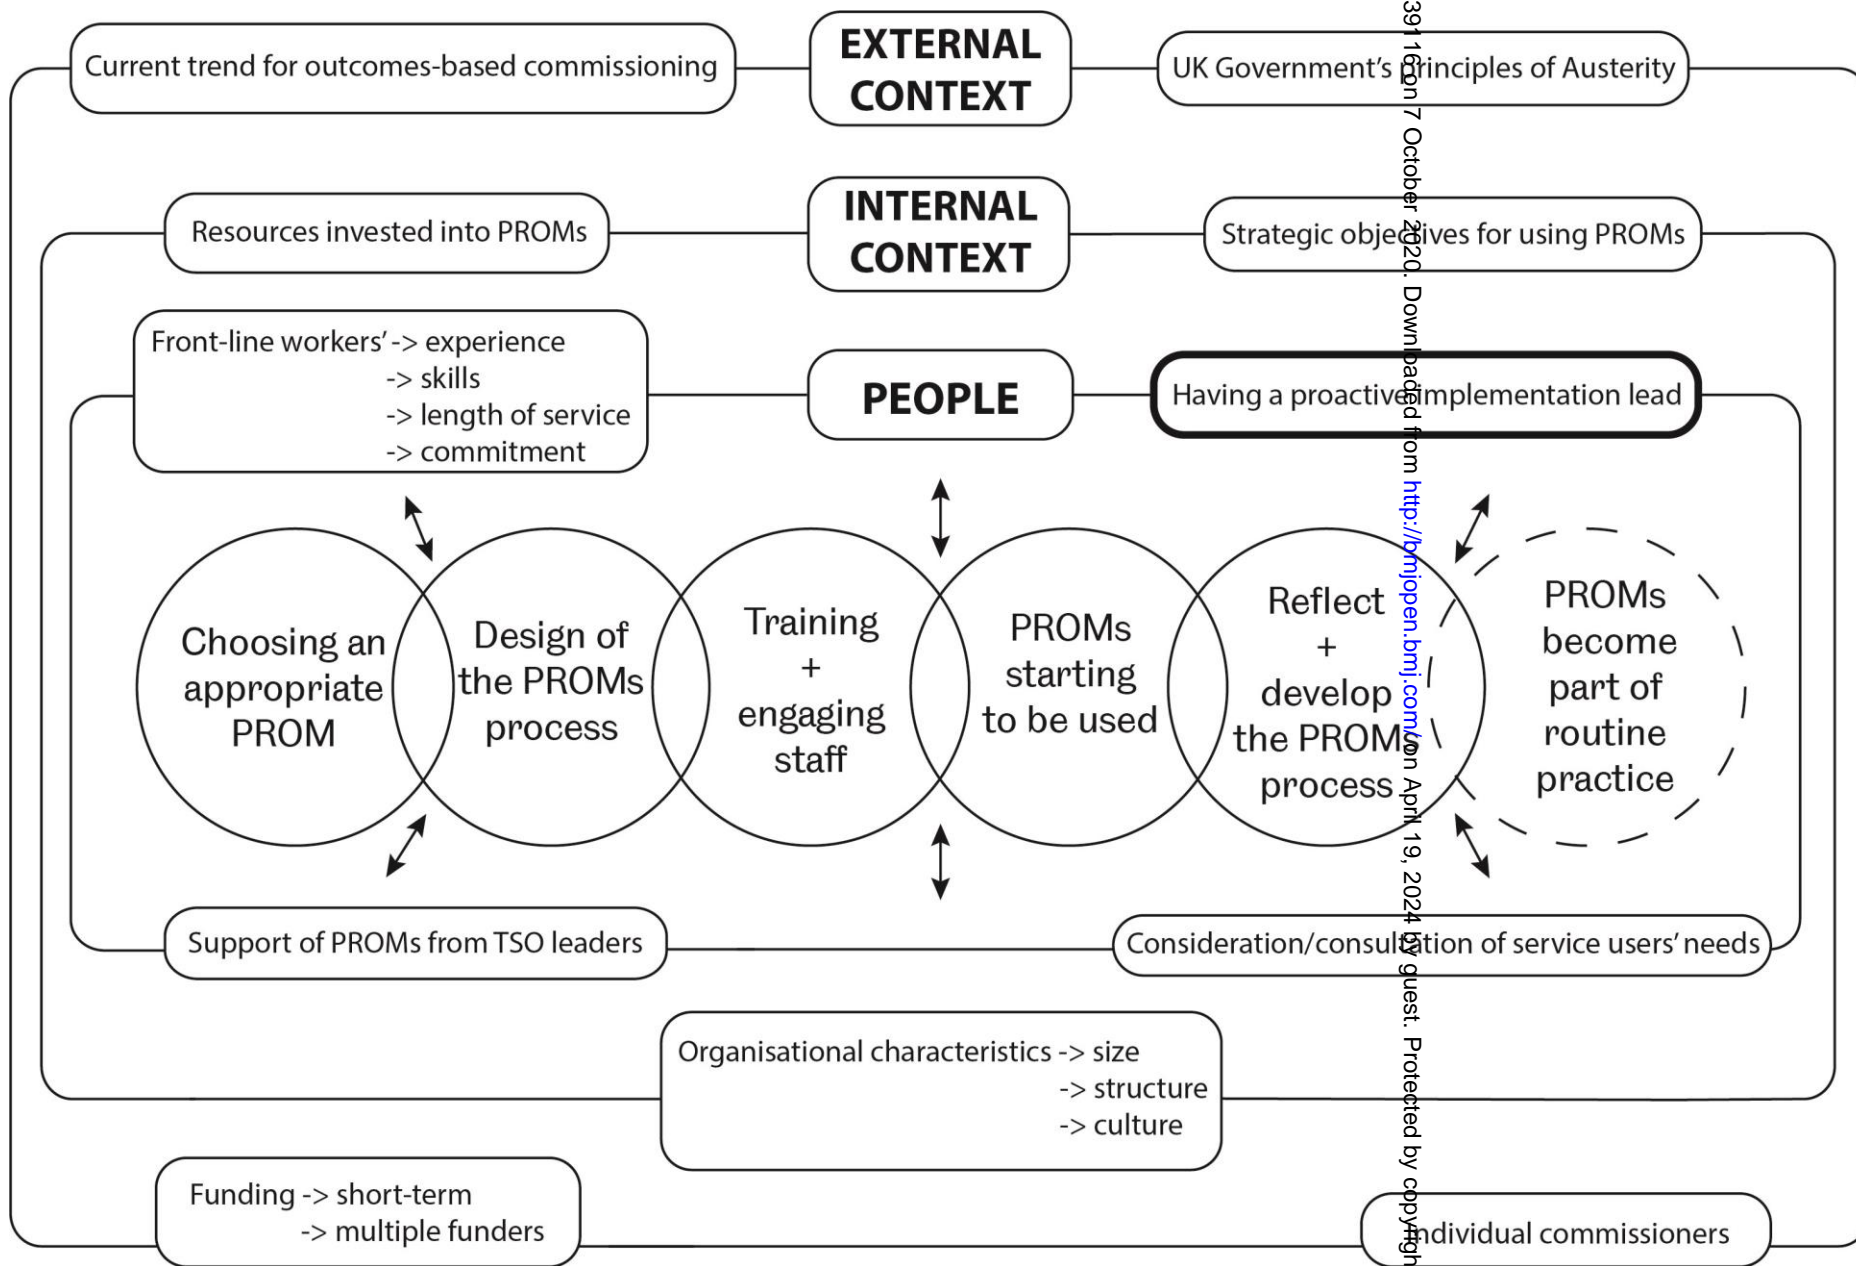 Current trend for outcomes-based commissioning
EXTERNAL
CONTEXT
UK Government's principles of Austerity
Resources invested into PROMs
INTERNAL
CONTEXT
Strategic objectives for using PROMs
Front-line workers' -> experience
-> skills
-> length of service
-> commitment
PEOPLE
Having a proactive implementation lead
Choosing an
appropriate
PROM
Design of
the PROMs
process
Training
+
engaging
staff
PROMs
starting
to be used
Reflect
+
develop
the PROMs
process
PROMs
become
part of
routine
practice
Support of PROMs from TSO leaders
Consideration/consultation of service users' needs
Organisational characteristics -> size
-> structure
-> culture
Funding -> short-term
-> multiple funders
Individual commissioners
39116 on 7 October 2020. Downloaded from http://bmjopen.bmj.com/ on April 19, 2024 by guest. Protected by copyrigh